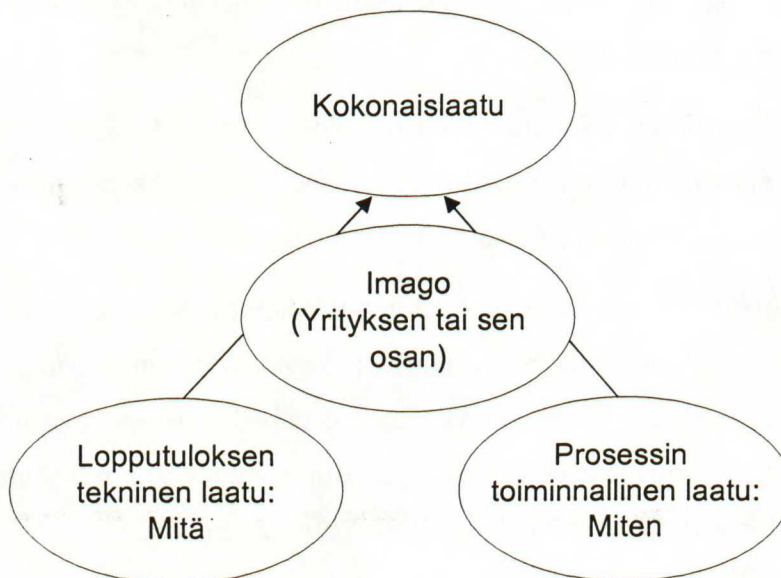 Kokonaislaatu
Imago
(Yrityksen tai sen
osan)
Lopputuloksen
tekninen laatu:
Mitä
Prosessin
toiminnallinen laatu:
Miten